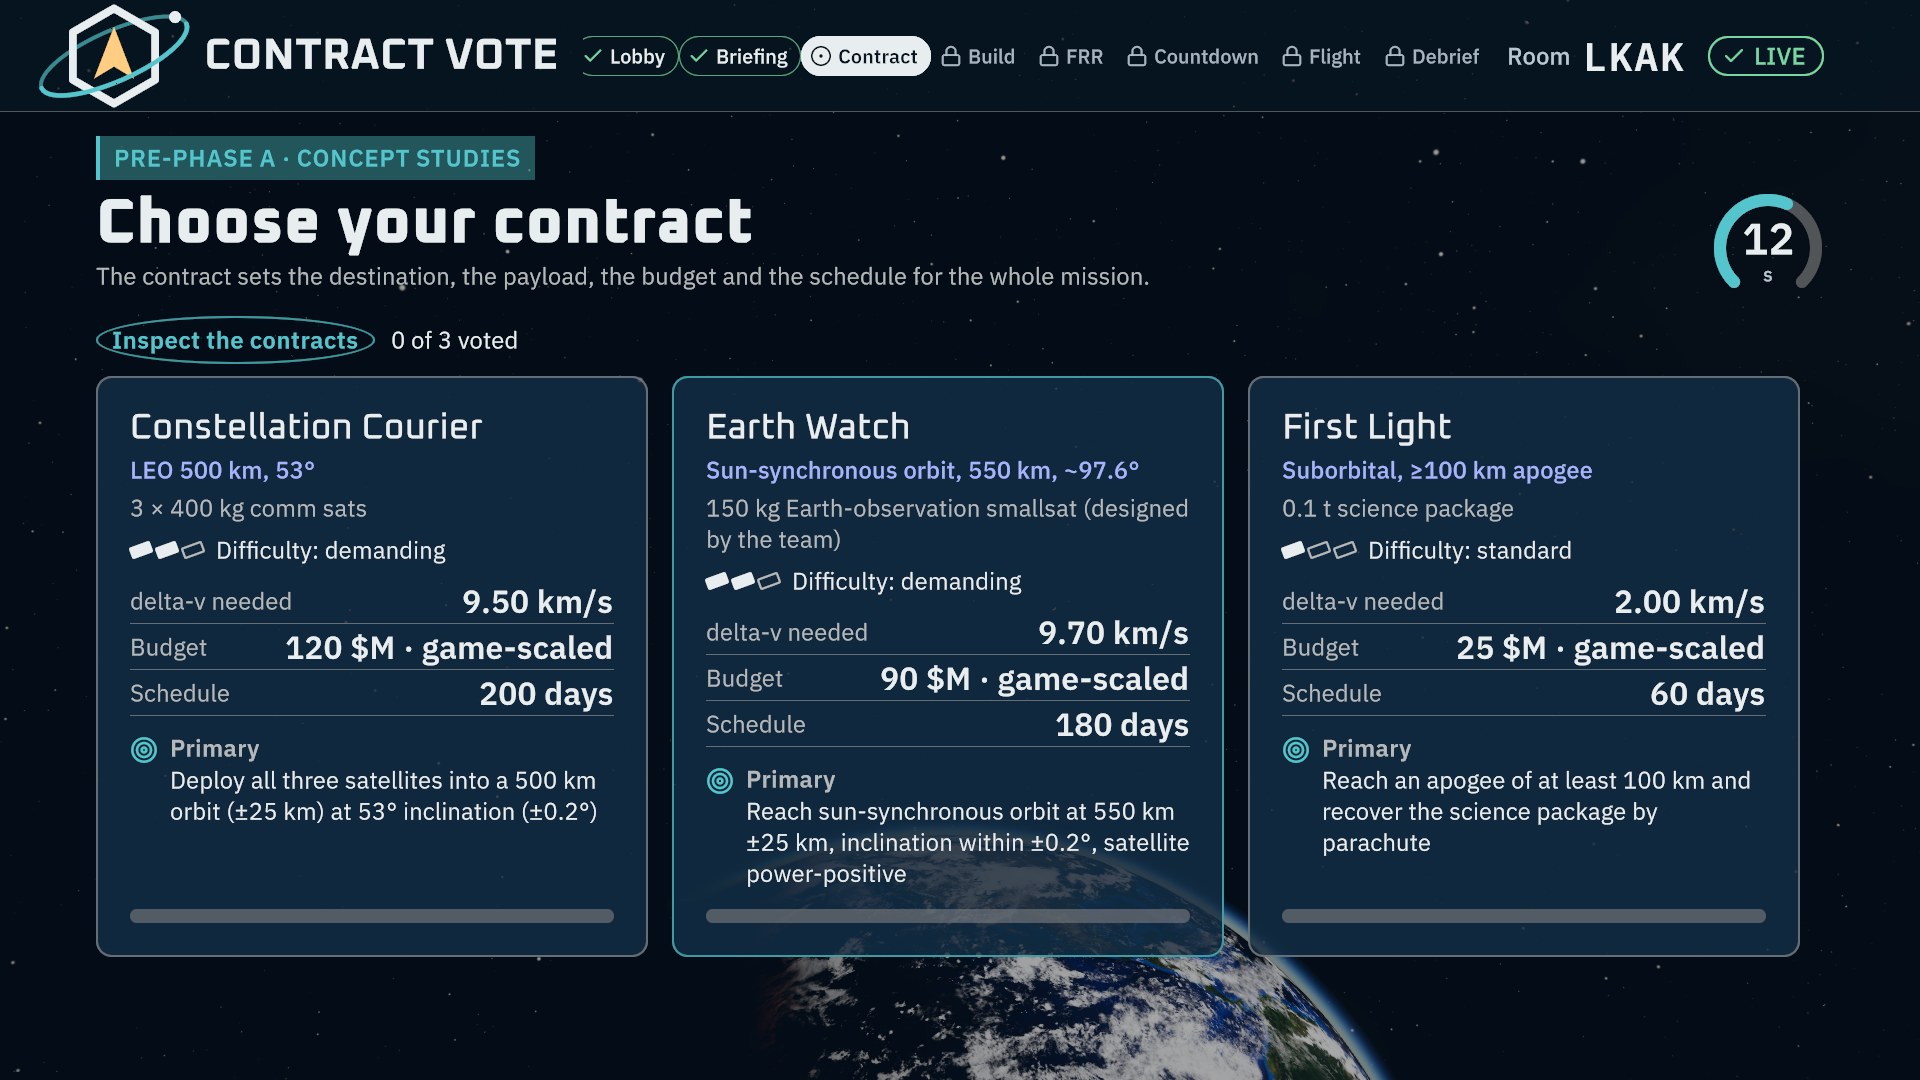 CONTRACT VOTE
Lobby
Briefing
Contract
Build
FRR
Countdown
Flight
Debrief
Room LKAK
LIVE
PRE-PHASE A · CONCEPT STUDIES
Choose your contract
The contract sets the destination, the payload, the budget and the schedule for the whole mission.
12
s
Inspect the contracts
0 of 3 voted
Constellation Courier
LEO 500 km, 53°
3 × 400 kg comm sats
Difficulty: demanding
delta-v needed 9.50 km/s
Budget 120 $M · game-scaled
Schedule 200 days
Primary
Deploy all three satellites into a 500 km
orbit (±25 km) at 53° inclination (±0.2°)
Earth Watch
Sun-synchronous orbit, 550 km, ~97.6°
150 kg Earth-observation smallsat (designed
by the team)
Difficulty: demanding
delta-v needed 9.70 km/s
Budget 90 $M · game-scaled
Schedule 180 days
Primary
Reach sun-synchronous orbit at 550 km
±25 km, inclination within ±0.2°, satellite
power-positive
First Light
Suborbital, ≥100 km apogee
0.1 t science package
Difficulty: standard
delta-v needed 2.00 km/s
Budget 25 $M · game-scaled
Schedule 60 days
Primary
Reach an apogee of at least 100 km and
recover the science package by
parachute